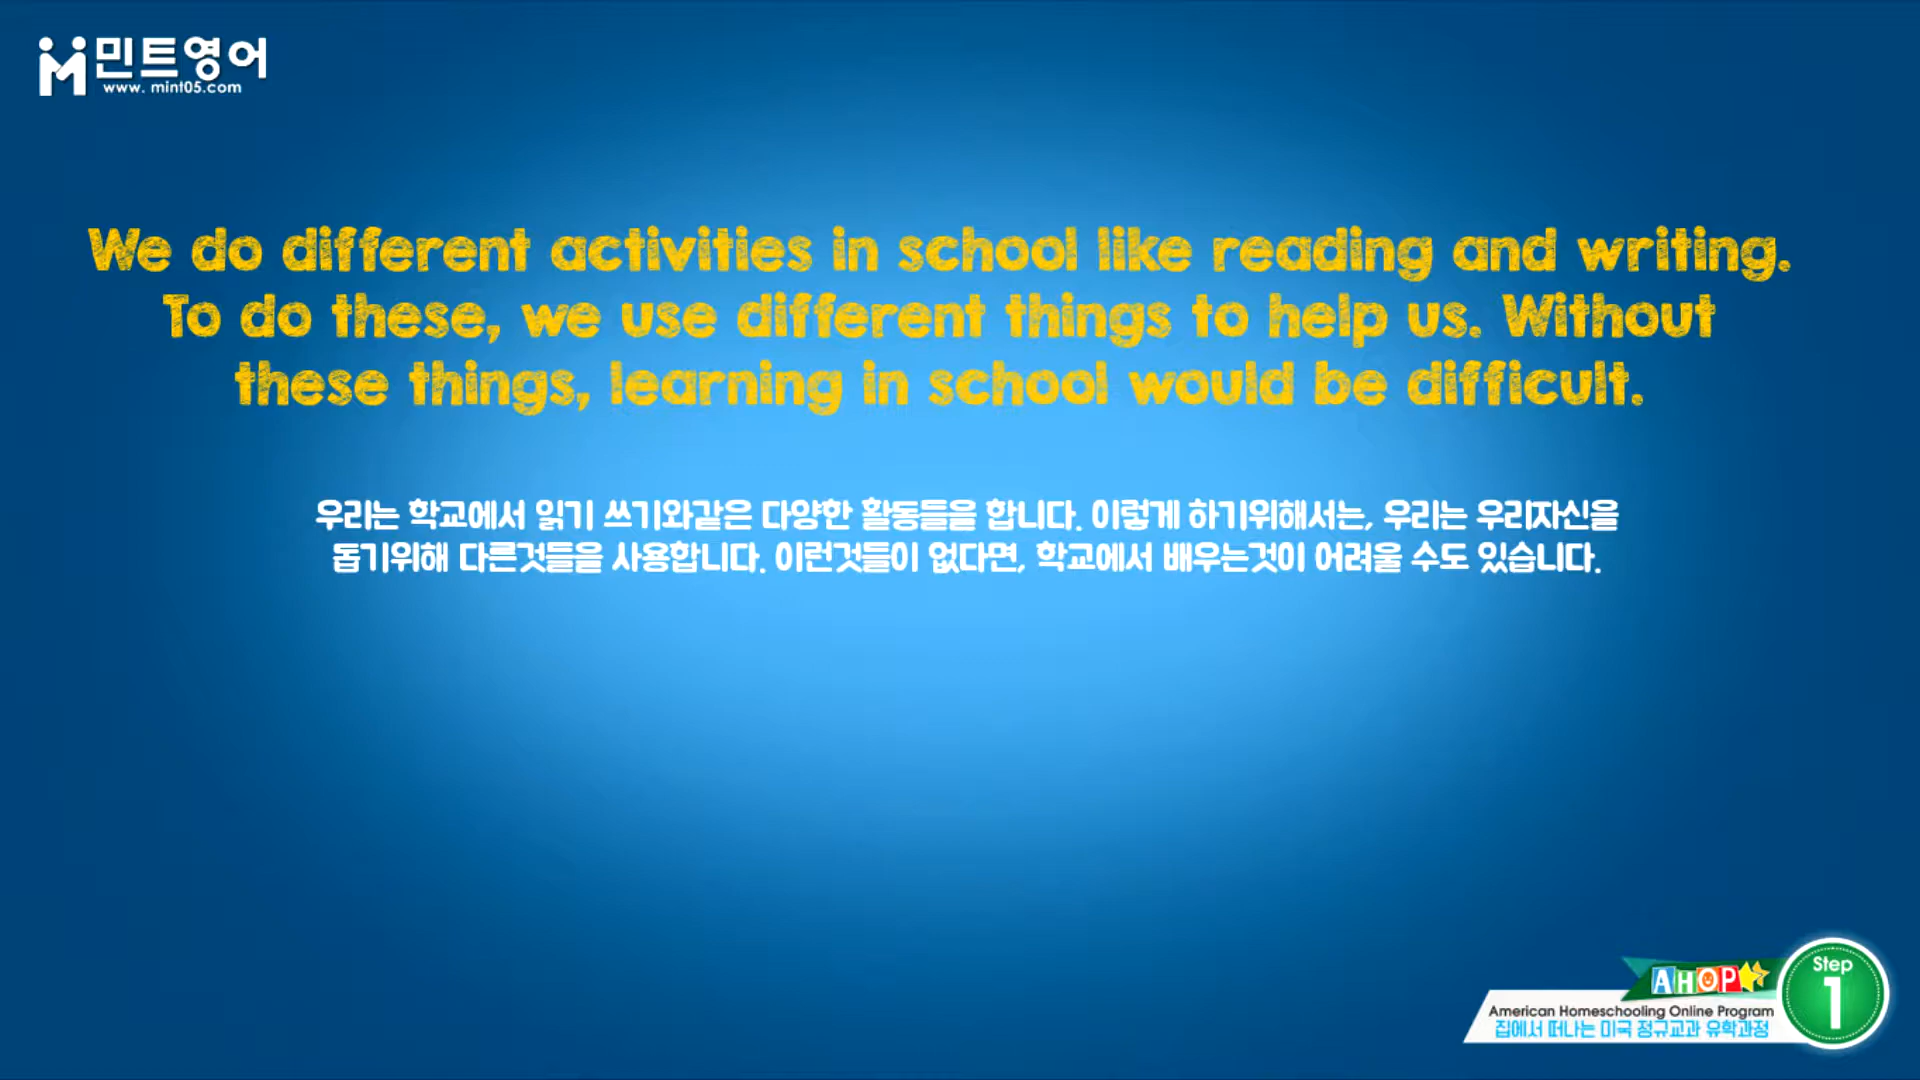 민트영어
www. mint05.com
We do different activities in school like reading and writing.
To do these, we use different things to help us. Without
these things, learning in school would be difficult.
우리는 학교에서 읽기 쓰기와같은 다양한 활동들을 합니다. 이렇게 하기위해서는, 우리는 우리자신을
돕기위해 다른것들을 사용합니다. 이런것들이 없다면, 학교에서 배우는것이 어려울 수도 있습니다.
AHOP
Step
1
American Homeschooling Online Program
집에서 떠나는 미국 정규교과 유학과정